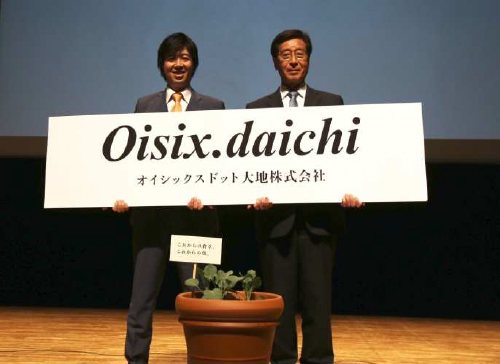 Oisix.daichi
オイシックスドット大地株式会社
これからの食卓、
これからの畑。